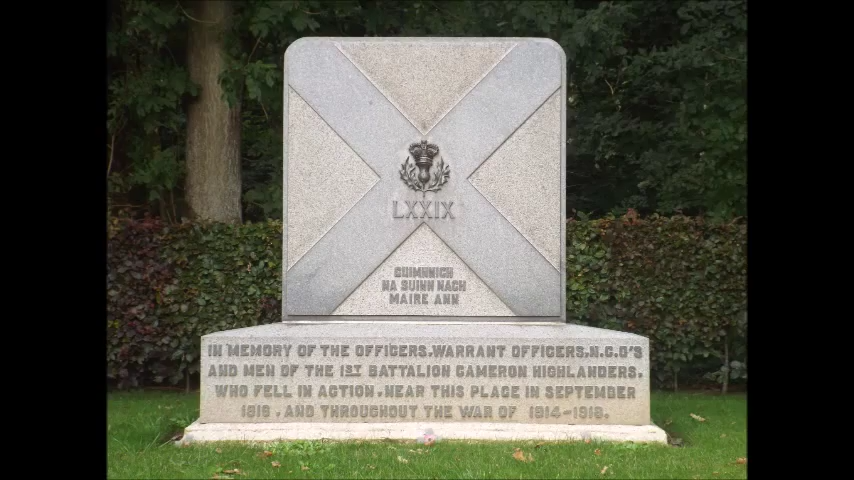 LXXIX
CUIMHNICH
NA SUINN NACH
MAIRE ANN
IN MEMORY OF THE OFFICERS, WARRANT OFFICERS, N.C.O'S
AND MEN OF THE 1ST BATTALION CAMERON HIGHLANDERS,
WHO FELL IN ACTION, NEAR THIS PLACE IN SEPTEMBER
1916, AND THROUGHOUT THE WAR OF 1914-1918.